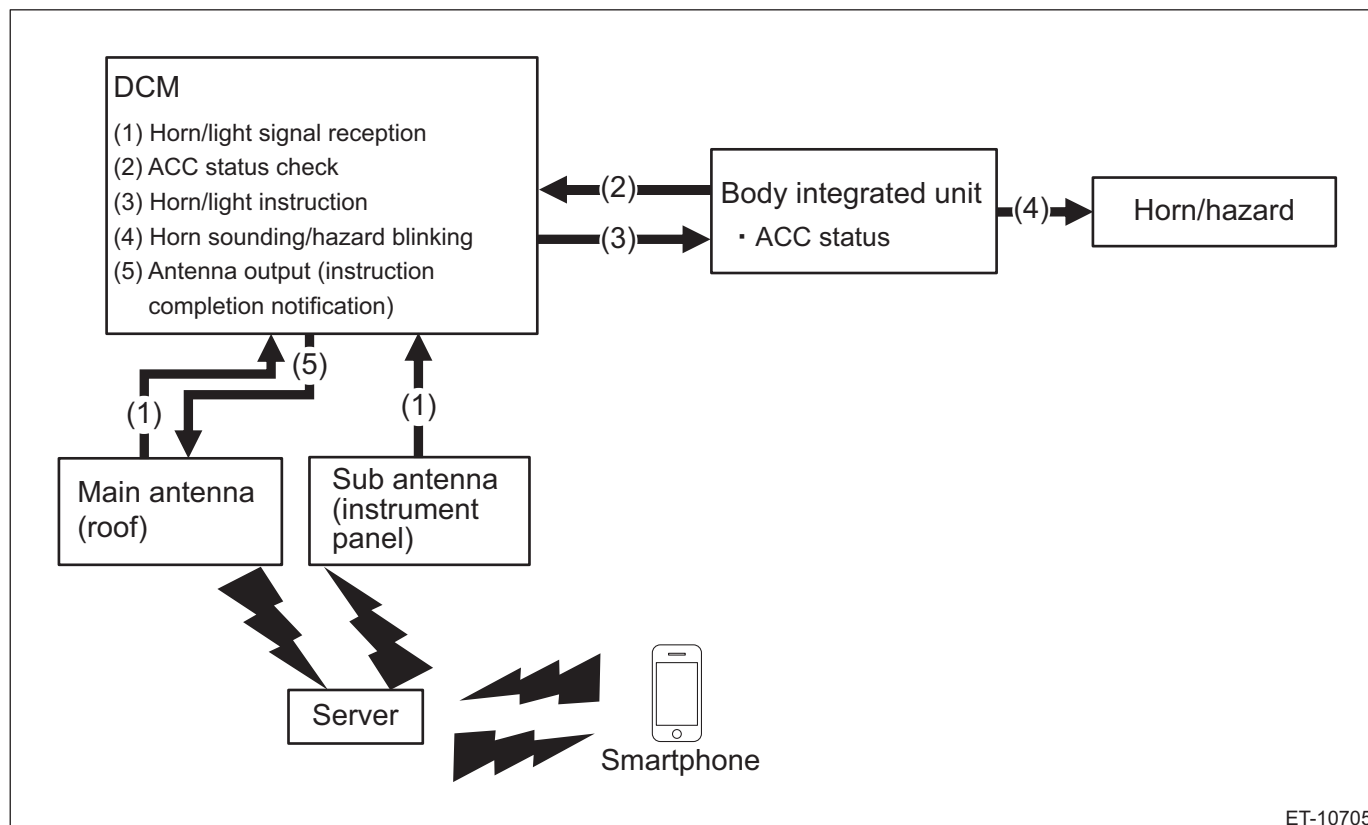 DCM
(1) Horn/light signal reception
(2) ACC status check
(3) Horn/light instruction
(4) Horn sounding/hazard blinking
(5) Antenna output (instruction
completion notification)
(2)
(3)
Body integrated unit
・ ACC status
(4)
Horn/hazard
(1)
(5)
(1)
Main antenna
(roof)
Sub antenna
(instrument
panel)
Server
Smartphone
ET-10705